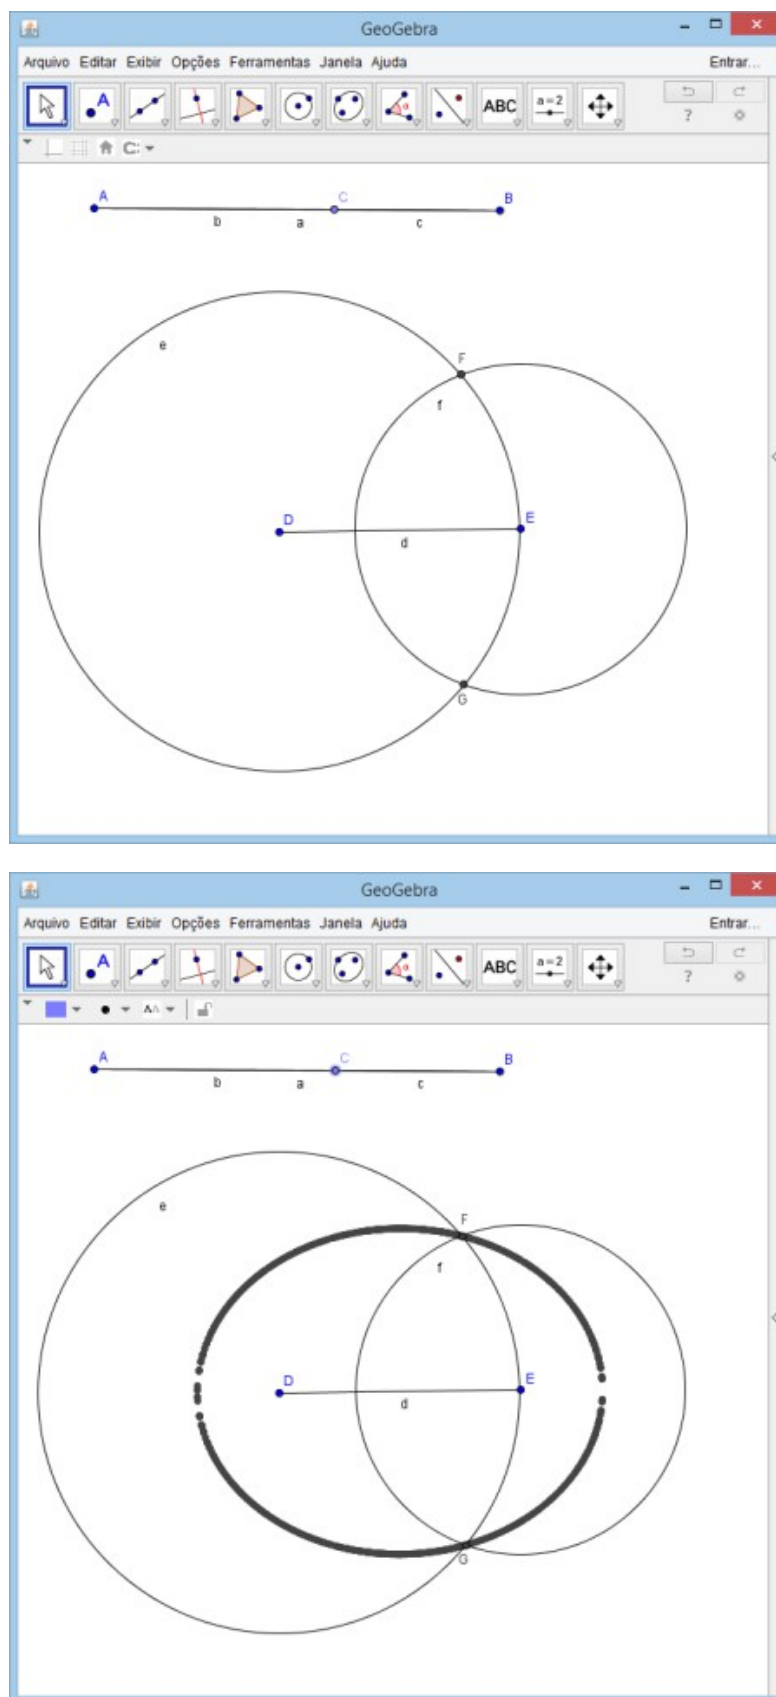 GeoGebra
Arquivo Editar Exibir Opções Ferramentas Janela Ajuda Entrar...
A ABC a=2 ?
A C B
b a c
e
F
f
D E
d
G
GeoGebra
Arquivo Editar Exibir Opções Ferramentas Janela Ajuda Entrar...
A ABC a=2 ?
AA
A C B
b a c
e
F
f
D E
d
G